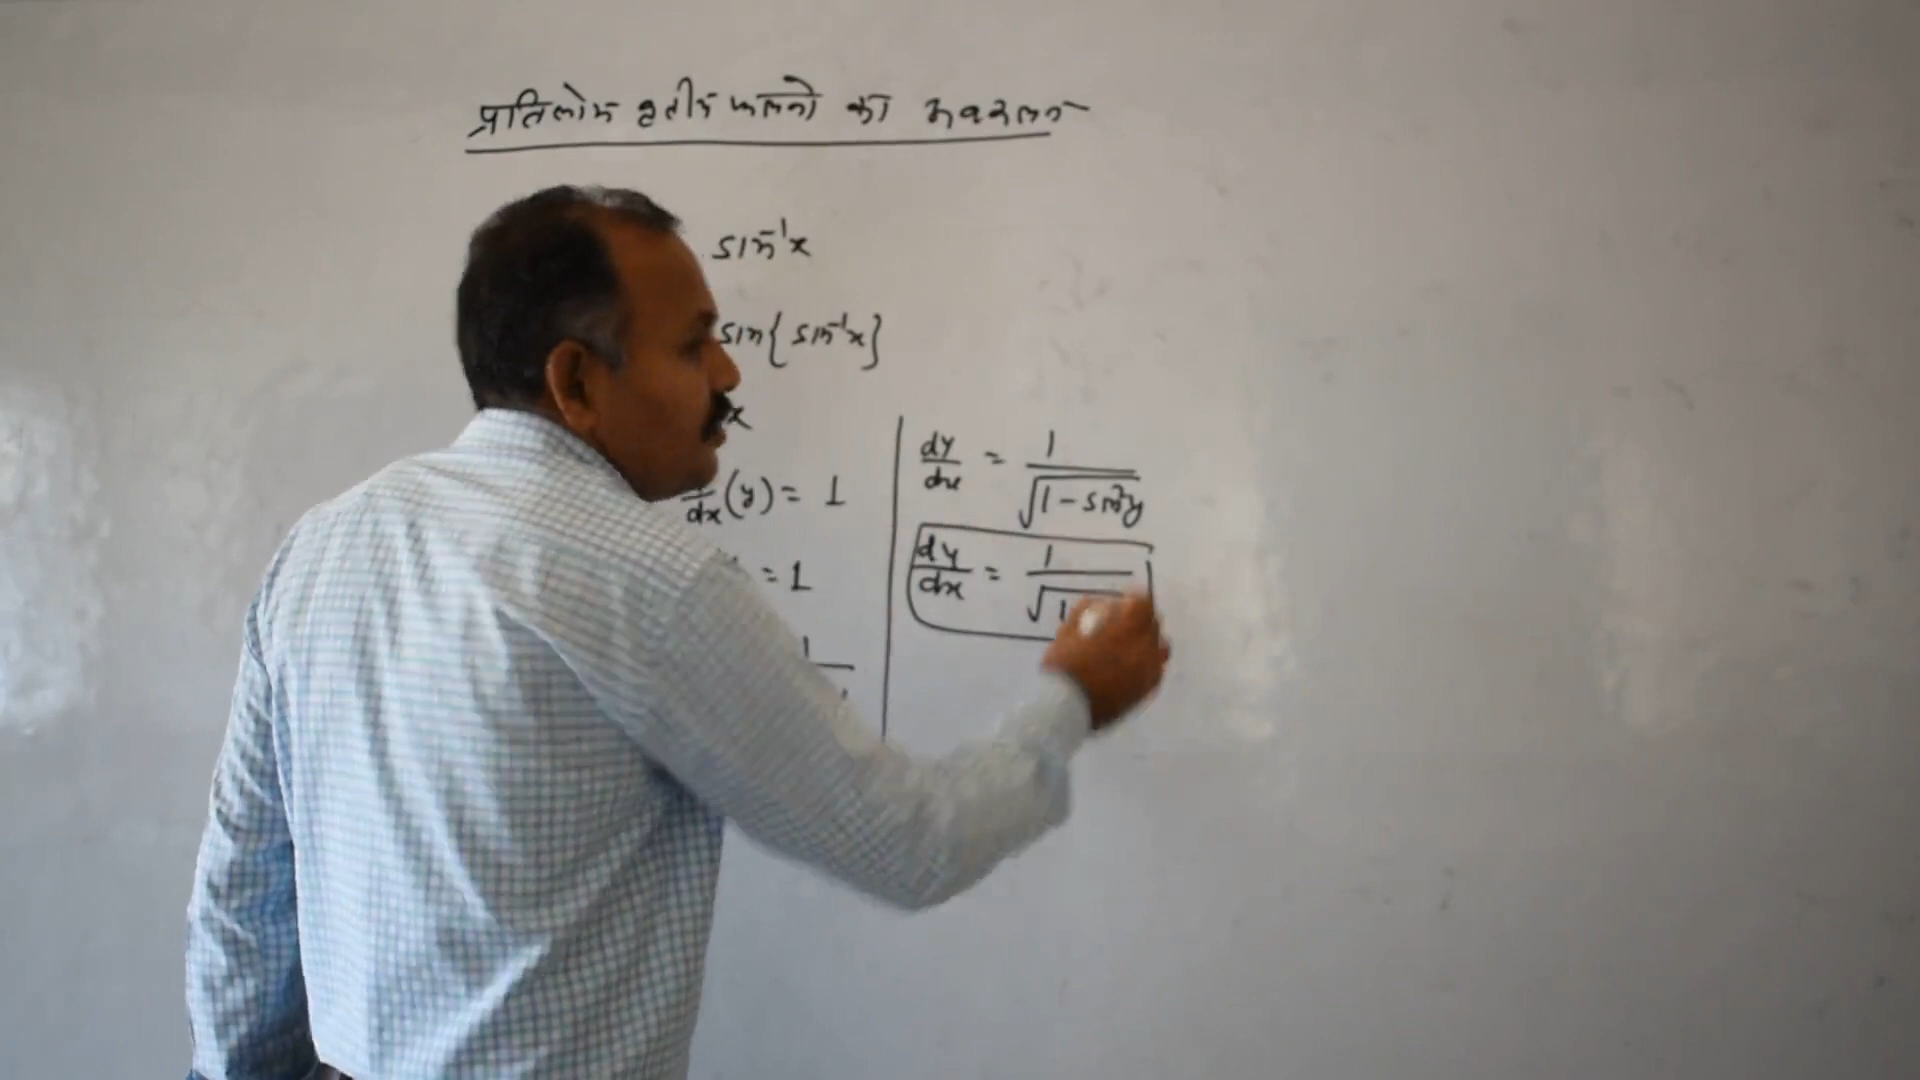 प्रतिलोम वृतीय फलनो का अवकलन
sin⁻¹x
sin{ sin⁻¹x}
x
dx(y) = 1
= 1
1
dy/dx = 1/√(1 - sin²y)
dy/dx = 1/√1